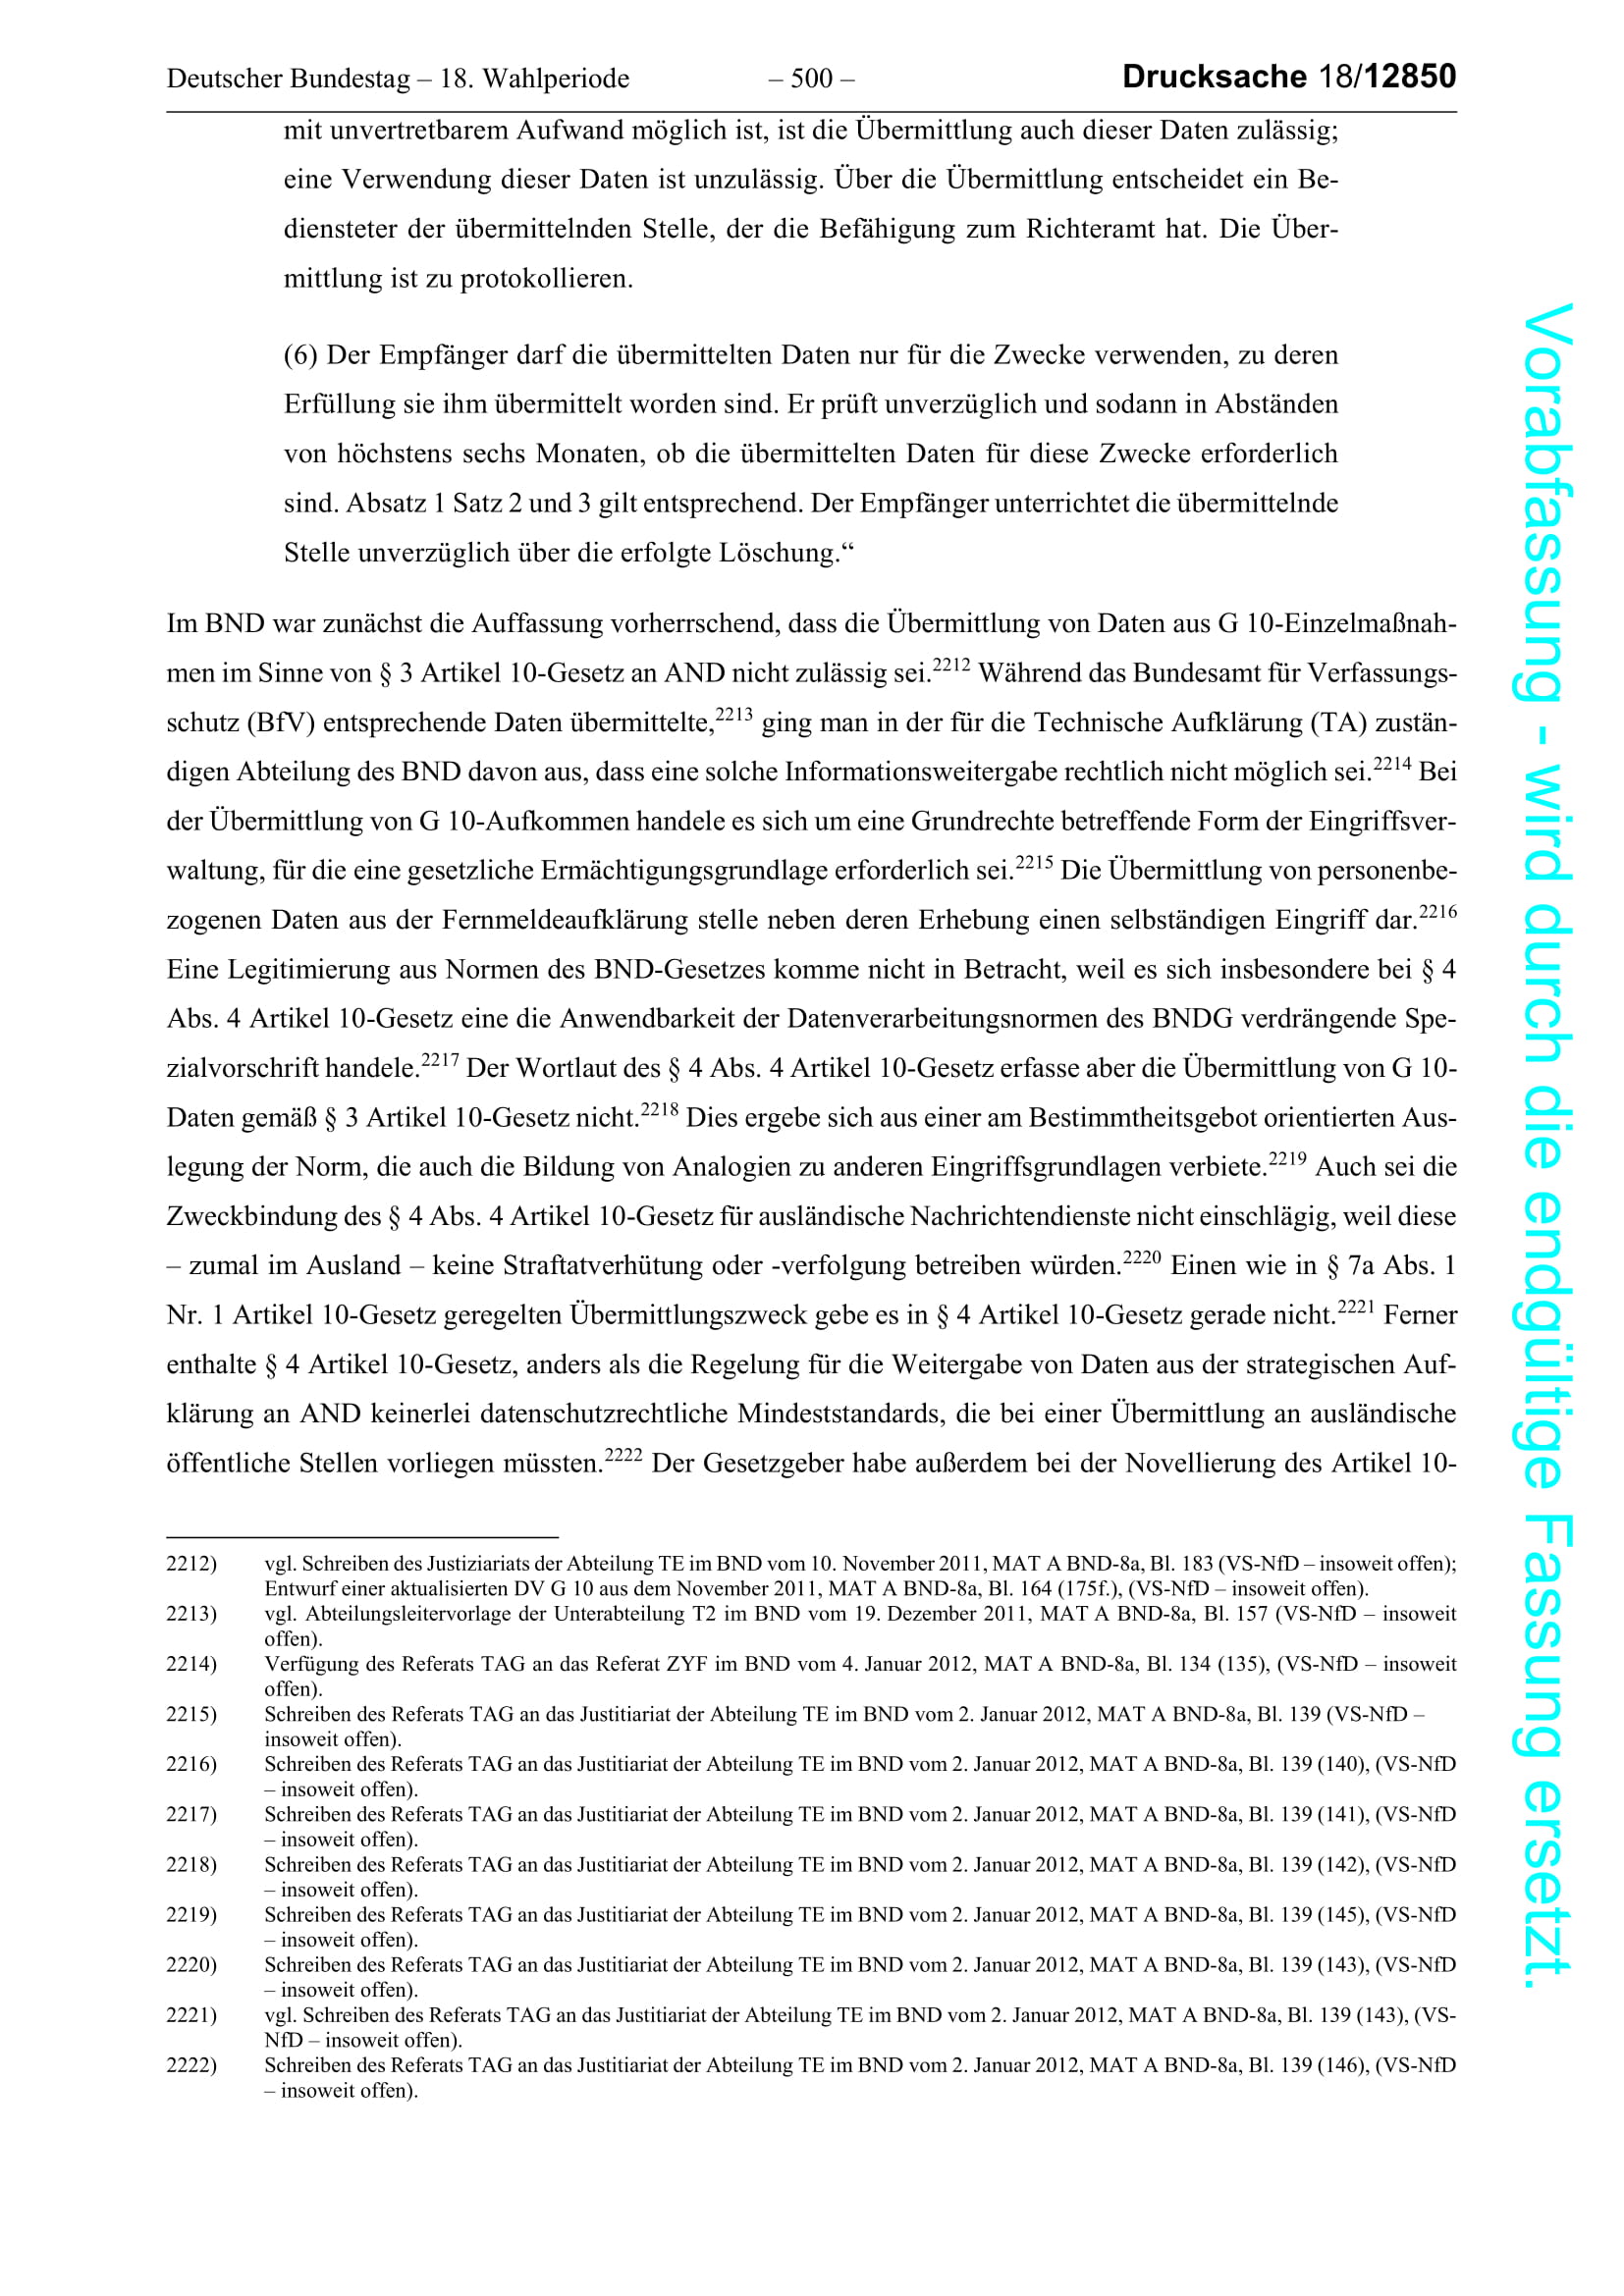 Deutscher Bundestag – 18. Wahlperiode – 500 – Drucksache 18/12850
mit unvertretbarem Aufwand möglich ist, ist die Übermittlung auch dieser Daten zulässig;
eine Verwendung dieser Daten ist unzulässig. Über die Übermittlung entscheidet ein Be-
diensteter der übermittelnden Stelle, der die Befähigung zum Richteramt hat. Die Über-
mittlung ist zu protokollieren.
(6) Der Empfänger darf die übermittelten Daten nur für die Zwecke verwenden, zu deren
Erfüllung sie ihm übermittelt worden sind. Er prüft unverzüglich und sodann in Abständen
von höchstens sechs Monaten, ob die übermittelten Daten für diese Zwecke erforderlich
sind. Absatz 1 Satz 2 und 3 gilt entsprechend. Der Empfänger unterrichtet die übermittelnde
Stelle unverzüglich über die erfolgte Löschung.“
Im BND war zunächst die Auffassung vorherrschend, dass die Übermittlung von Daten aus G 10-Einzelmaßnah-
men im Sinne von § 3 Artikel 10-Gesetz an AND nicht zulässig sei.2212 Während das Bundesamt für Verfassungs-
schutz (BfV) entsprechende Daten übermittelte,2213 ging man in der für die Technische Aufklärung (TA) zustän-
digen Abteilung des BND davon aus, dass eine solche Informationsweitergabe rechtlich nicht möglich sei.2214 Bei
der Übermittlung von G 10-Aufkommen handele es sich um eine Grundrechte betreffende Form der Eingriffsver-
waltung, für die eine gesetzliche Ermächtigungsgrundlage erforderlich sei.2215 Die Übermittlung von personenbe-
zogenen Daten aus der Fernmeldeaufklärung stelle neben deren Erhebung einen selbständigen Eingriff dar.2216
Eine Legitimierung aus Normen des BND-Gesetzes komme nicht in Betracht, weil es sich insbesondere bei § 4
Abs. 4 Artikel 10-Gesetz eine die Anwendbarkeit der Datenverarbeitungsnormen des BNDG verdrängende Spe-
zialvorschrift handele.2217 Der Wortlaut des § 4 Abs. 4 Artikel 10-Gesetz erfasse aber die Übermittlung von G 10-
Daten gemäß § 3 Artikel 10-Gesetz nicht.2218 Dies ergebe sich aus einer am Bestimmtheitsgebot orientierten Aus-
legung der Norm, die auch die Bildung von Analogien zu anderen Eingriffsgrundlagen verbiete.2219 Auch sei die
Zweckbindung des § 4 Abs. 4 Artikel 10-Gesetz für ausländische Nachrichtendienste nicht einschlägig, weil diese
– zumal im Ausland – keine Straftatverhütung oder -verfolgung betreiben würden.2220 Einen wie in § 7a Abs. 1
Nr. 1 Artikel 10-Gesetz geregelten Übermittlungszweck gebe es in § 4 Artikel 10-Gesetz gerade nicht.2221 Ferner
enthalte § 4 Artikel 10-Gesetz, anders als die Regelung für die Weitergabe von Daten aus der strategischen Auf-
klärung an AND keinerlei datenschutzrechtliche Mindeststandards, die bei einer Übermittlung an ausländische
öffentliche Stellen vorliegen müssten.2222 Der Gesetzgeber habe außerdem bei der Novellierung des Artikel 10-
2212) vgl. Schreiben des Justiziariats der Abteilung TE im BND vom 10. November 2011, MAT A BND-8a, Bl. 183 (VS-NfD – insoweit offen);
Entwurf einer aktualisierten DV G 10 aus dem November 2011, MAT A BND-8a, Bl. 164 (175f.), (VS-NfD – insoweit offen).
2213) vgl. Abteilungsleitervorlage der Unterabteilung T2 im BND vom 19. Dezember 2011, MAT A BND-8a, Bl. 157 (VS-NfD – insoweit
offen).
2214) Verfügung des Referats TAG an das Referat ZYF im BND vom 4. Januar 2012, MAT A BND-8a, Bl. 134 (135), (VS-NfD – insoweit
offen).
2215) Schreiben des Referats TAG an das Justitiariat der Abteilung TE im BND vom 2. Januar 2012, MAT A BND-8a, Bl. 139 (VS-NfD –
insoweit offen).
2216) Schreiben des Referats TAG an das Justitiariat der Abteilung TE im BND vom 2. Januar 2012, MAT A BND-8a, Bl. 139 (140), (VS-NfD
– insoweit offen).
2217) Schreiben des Referats TAG an das Justitiariat der Abteilung TE im BND vom 2. Januar 2012, MAT A BND-8a, Bl. 139 (141), (VS-NfD
– insoweit offen).
2218) Schreiben des Referats TAG an das Justitiariat der Abteilung TE im BND vom 2. Januar 2012, MAT A BND-8a, Bl. 139 (142), (VS-NfD
– insoweit offen).
2219) Schreiben des Referats TAG an das Justitiariat der Abteilung TE im BND vom 2. Januar 2012, MAT A BND-8a, Bl. 139 (145), (VS-NfD
– insoweit offen).
2220) Schreiben des Referats TAG an das Justitiariat der Abteilung TE im BND vom 2. Januar 2012, MAT A BND-8a, Bl. 139 (143), (VS-NfD
– insoweit offen).
2221) vgl. Schreiben des Referats TAG an das Justitiariat der Abteilung TE im BND vom 2. Januar 2012, MAT A BND-8a, Bl. 139 (143), (VS-
NfD – insoweit offen).
2222) Schreiben des Referats TAG an das Justitiariat der Abteilung TE im BND vom 2. Januar 2012, MAT A BND-8a, Bl. 139 (146), (VS-NfD
– insoweit offen).
Vorabfassung - wird durch die endgültige Fassung ersetzt.